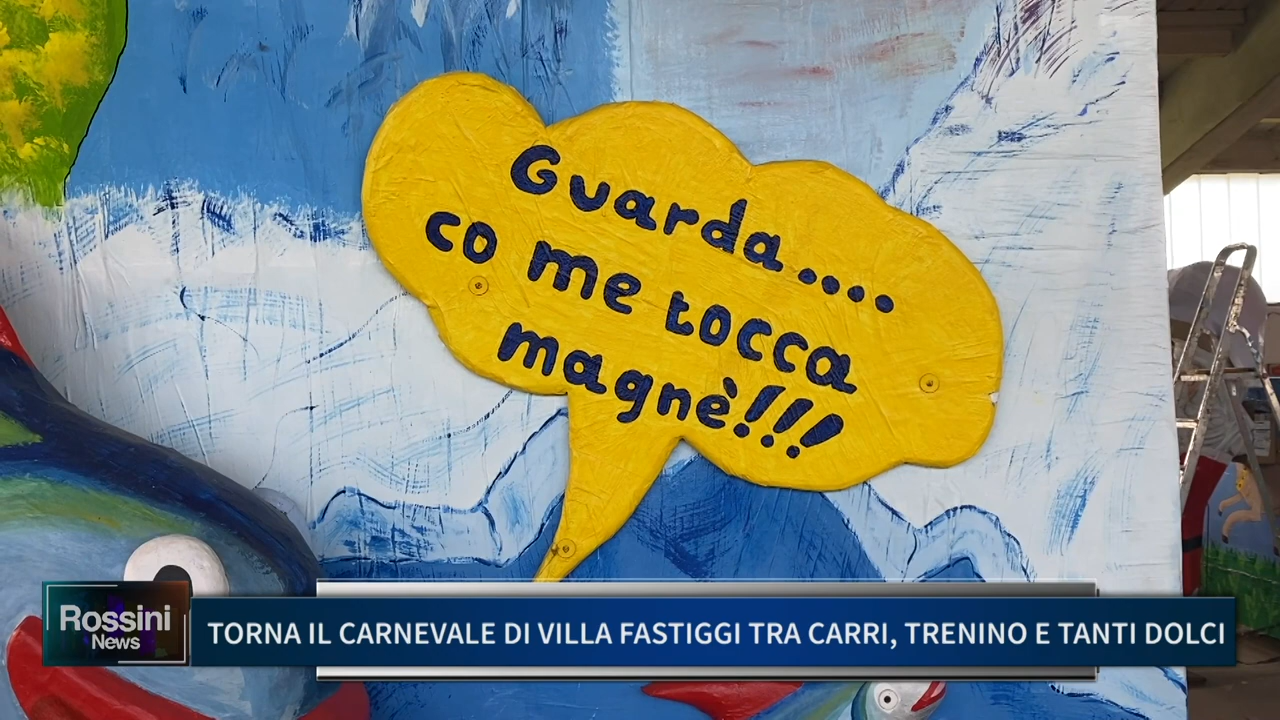 Guarda....
co me tocca
magnè!!!
Rossini
News
TORNA IL CARNEVALE DI VILLA FASTIGGI TRA CARRI, TRENINO E TANTI DOLCI